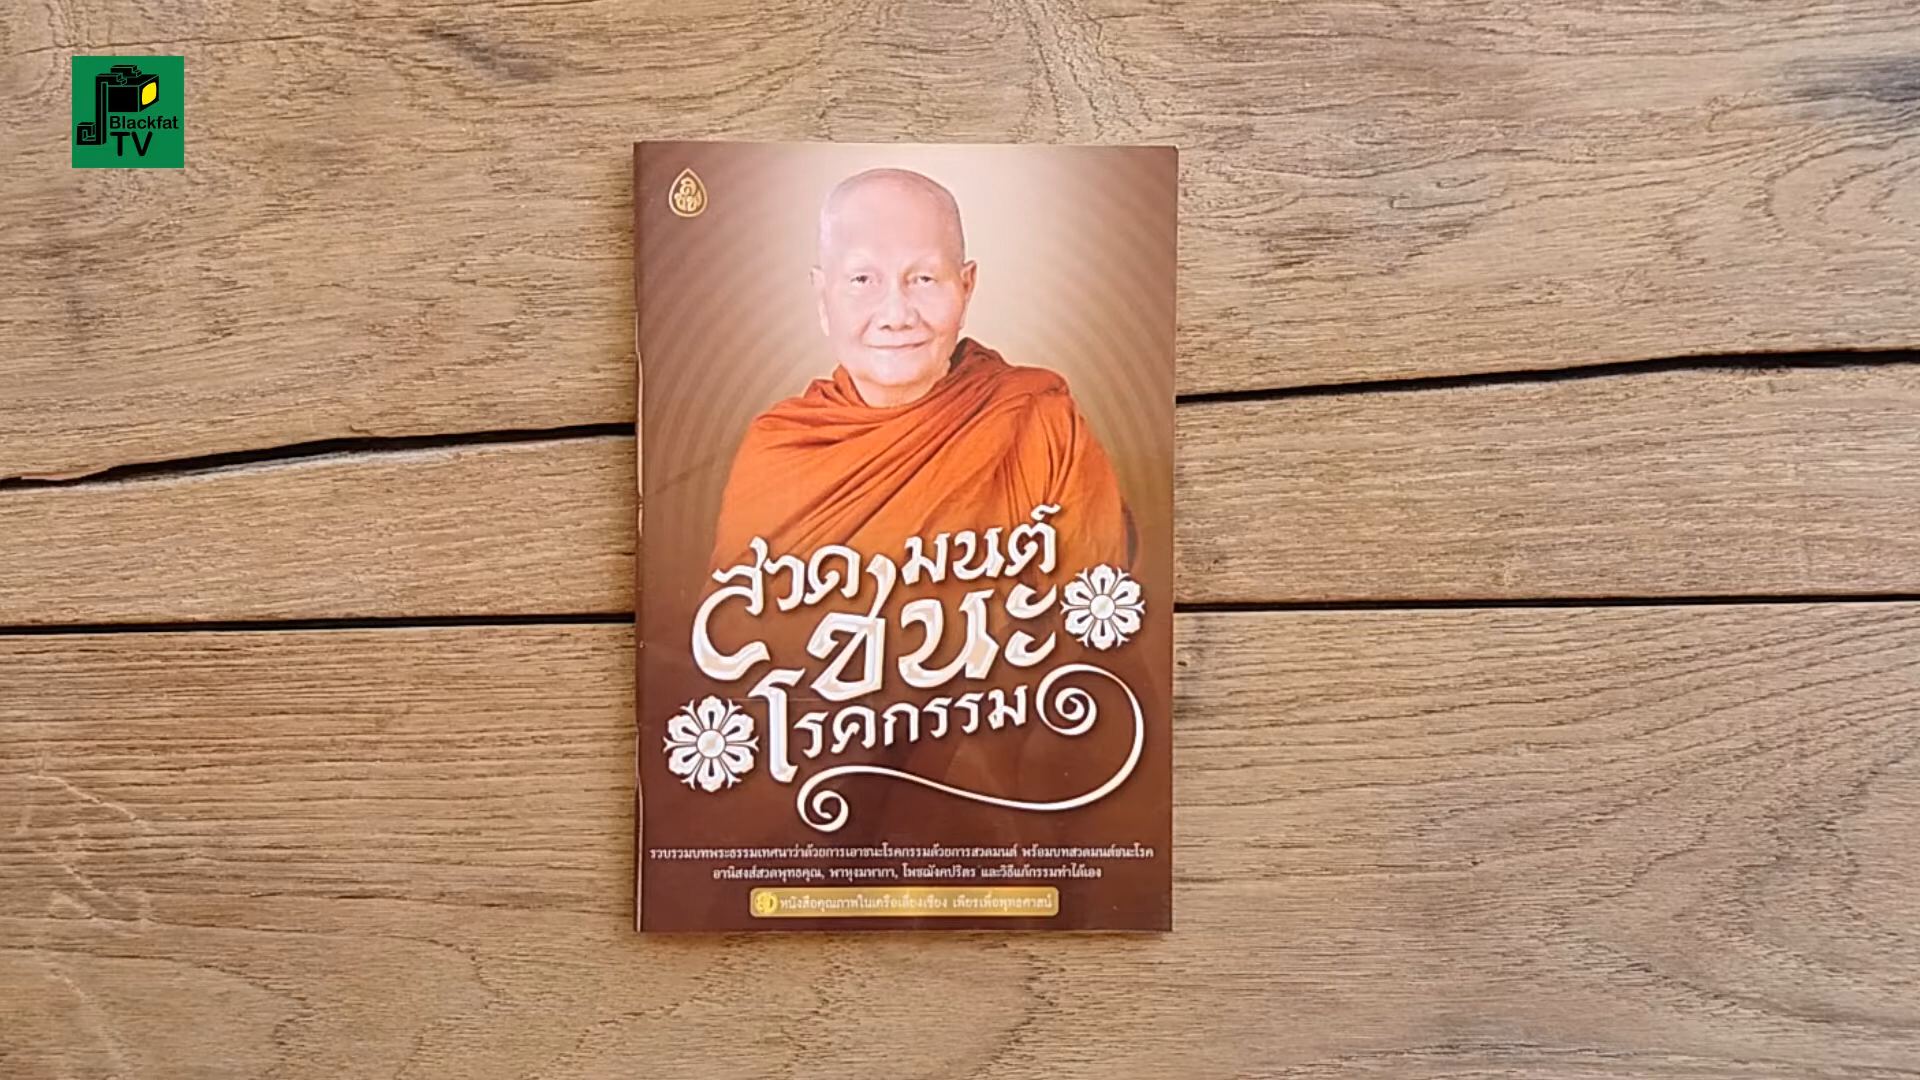 Blackfat
TV
สวดมนต์
ชนะ
โรคกรรม
รวบรวมบทพระธรรมเทศนาว่าด้วยการเอาชนะโรคกรรมด้วยการสวดมนต์ พร้อมบทสวดมนต์ชนะโรค
อานิสงส์สวดพุทธคุณ, พาหุงมหากา, โพชฌังคปริตร และวิธีแก้กรรมทำได้เอง
หนังสือคุณภาพในเครือเลี่ยงเชียง เพียรเพื่อพุทธศาสน์